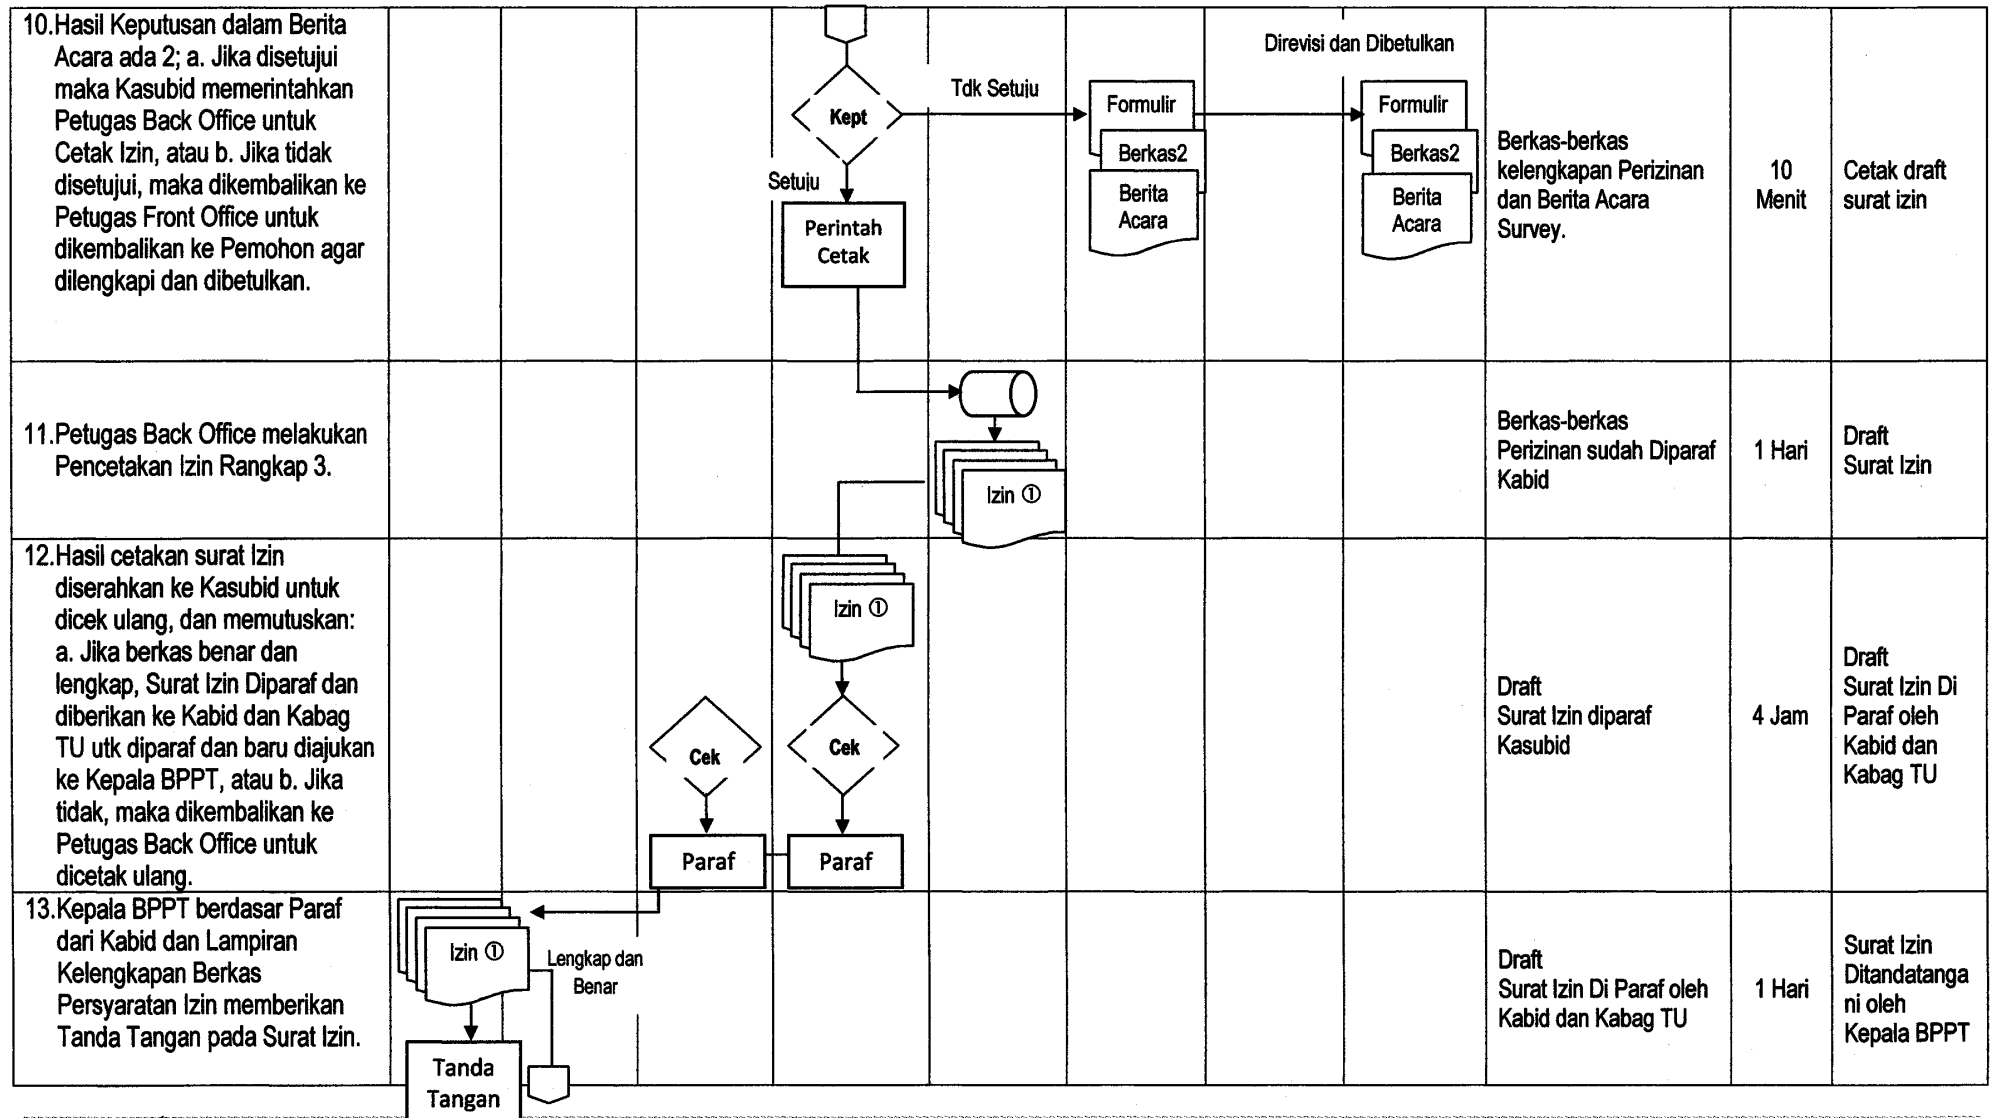 10.Hasil Keputusan dalam Berita
Acara ada 2; a. Jika disetujui
maka Kasubid memerintahkan
Petugas Back Office untuk
Cetak Izin, atau b. Jika tidak
disetujui, maka dikembalikan ke
Petugas Front Office untuk
dikembalikan ke Pemohon agar
dilengkapi dan dibetulkan.
Kept
Setuju
Perintah
Cetak
Tdk Setuju
Formulir
Berkas2
Berita
Acara
Direvisi dan Dibetulkan
Formulir
Berkas2
Berita
Acara
Berkas-berkas
kelengkapan Perizinan
dan Berita Acara
Survey.
10
Menit
Cetak draft
surat izin
11.Petugas Back Office melakukan
Pencetakan Izin Rangkap 3.
Izin ①
Berkas-berkas
Perizinan sudah Diparaf
Kabid
1 Hari
Draft
Surat Izin
12.Hasil cetakan surat Izin
diserahkan ke Kasubid untuk
dicek ulang, dan memutuskan:
a. Jika berkas benar dan
lengkap, Surat Izin Diparaf dan
diberikan ke Kabid dan Kabag
TU utk diparaf dan baru diajukan
ke Kepala BPPT, atau b. Jika
tidak, maka dikembalikan ke
Petugas Back Office untuk
dicetak ulang.
Izin ①
Cek
Cek
Paraf
Paraf
Draft
Surat Izin diparaf
Kasubid
4 Jam
Draft
Surat Izin Di
Paraf oleh
Kabid dan
Kabag TU
13.Kepala BPPT berdasar Paraf
dari Kabid dan Lampiran
Kelengkapan Berkas
Persyaratan Izin memberikan
Tanda Tangan pada Surat Izin.
Izin ①
Lengkap dan
Benar
Tanda
Tangan
Draft
Surat Izin Di Paraf oleh
Kabid dan Kabag TU
1 Hari
Surat Izin
Ditandatanga
ni oleh
Kepala BPPT